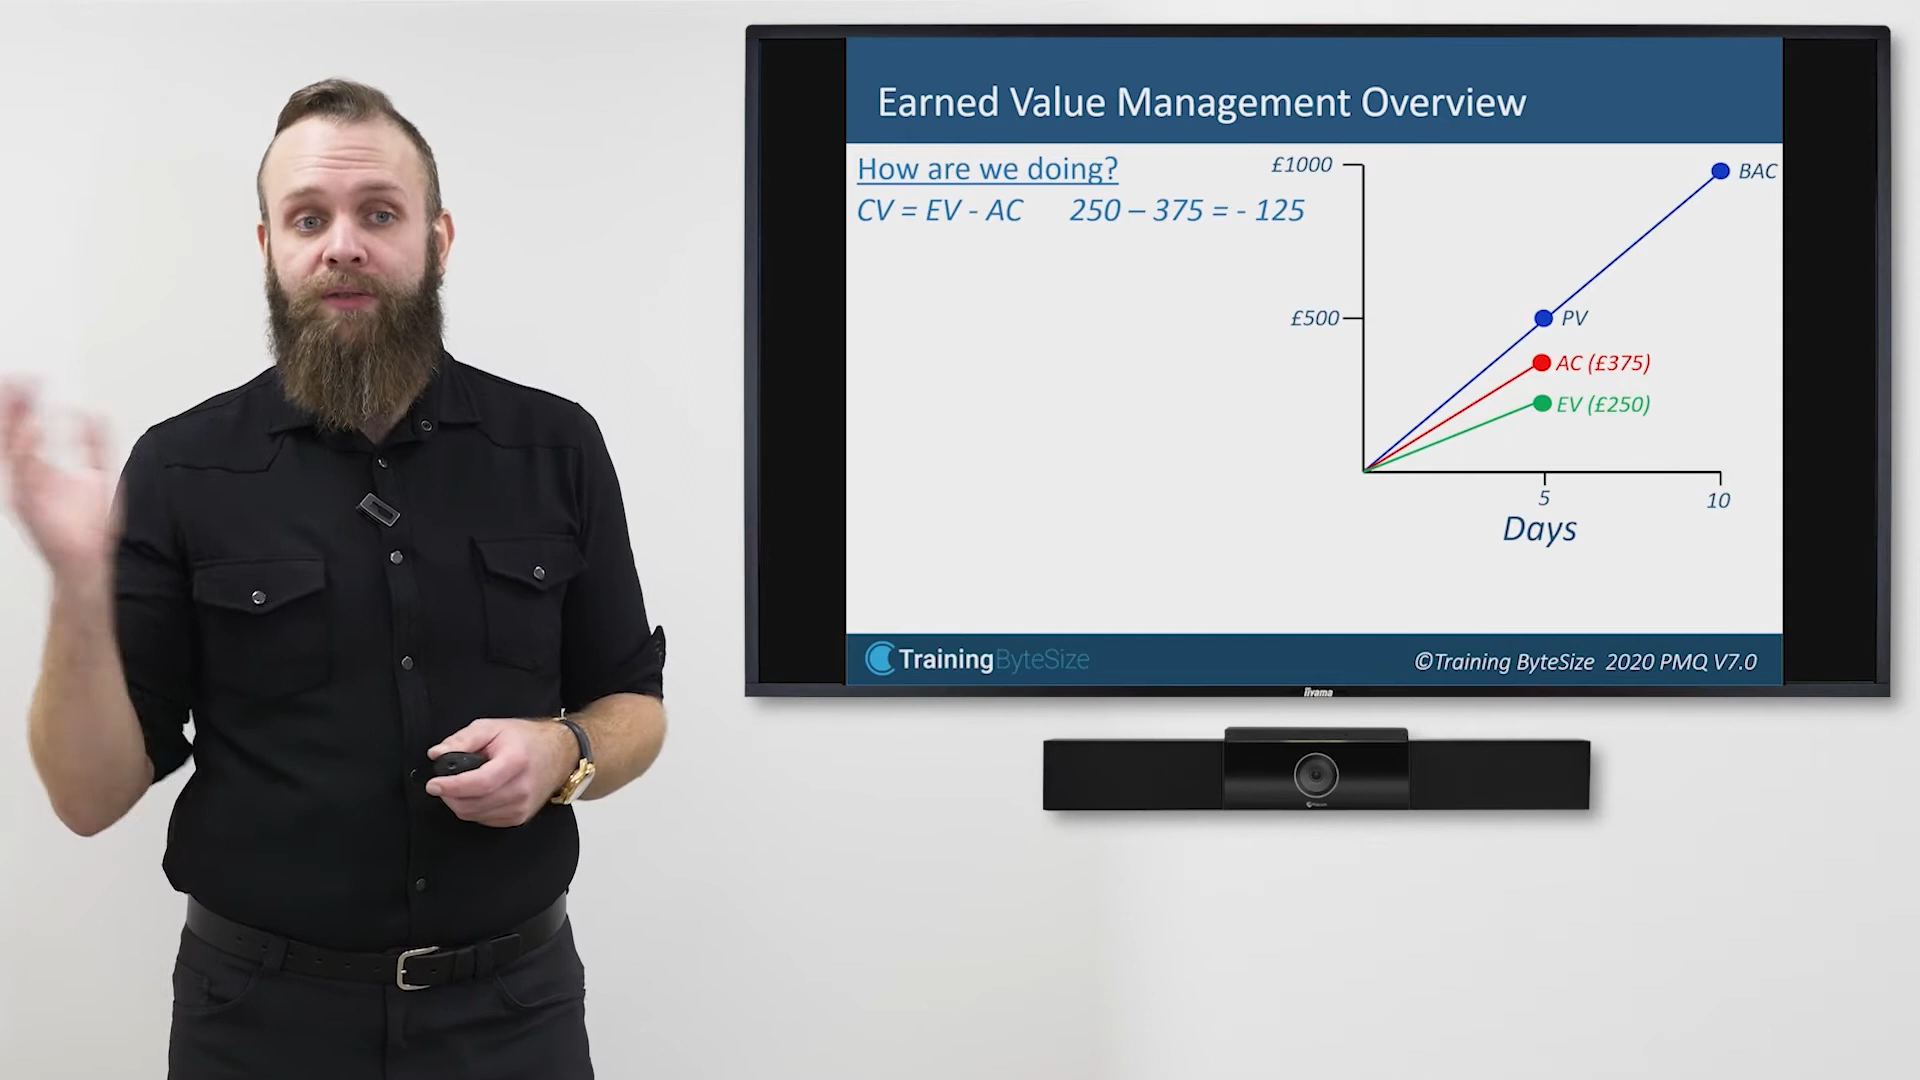 Earned Value Management Overview
How are we doing?
CV = EV - AC 250 – 375 = - 125
£1000
BAC
£500
PV
AC (£375)
EV (£250)
5
10
Days
TrainingByteSize
©Training ByteSize 2020 PMQ V7.0
iiyama